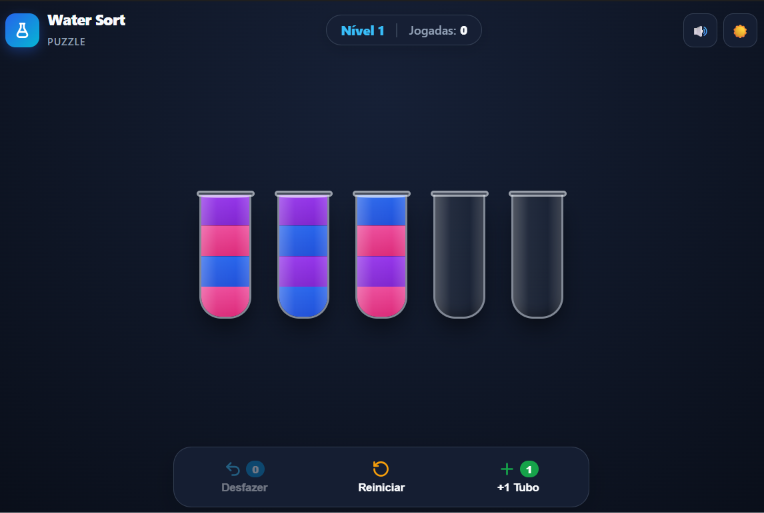 Water Sort
PUZZLE
Nível 1 Jogadas: 0
0
Desfazer
Reiniciar
1
+1 Tubo